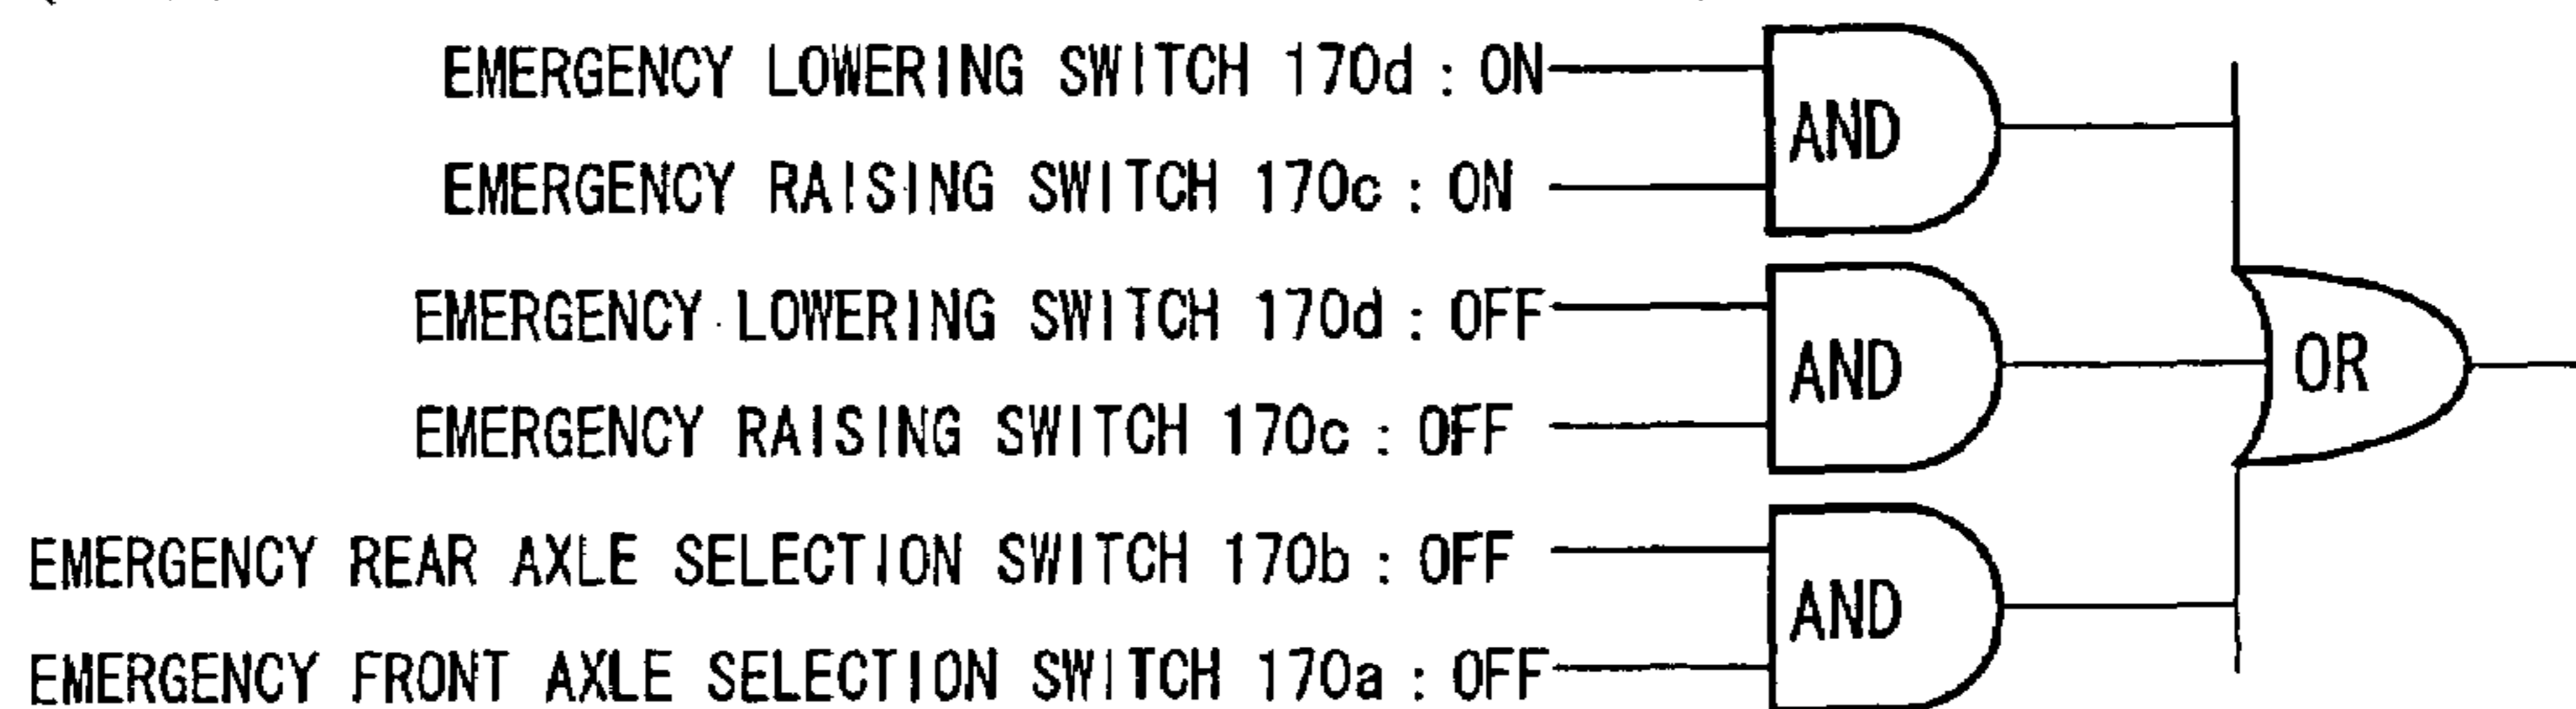 EMERGENCY LOWERING SWITCH 170d : ON
EMERGENCY RAISING SWITCH 170c : ON
AND
EMERGENCY LOWERING SWITCH 170d : OFF
EMERGENCY RAISING SWITCH 170c : OFF
AND
OR
EMERGENCY REAR AXLE SELECTION SWITCH 170b : OFF
EMERGENCY FRONT AXLE SELECTION SWITCH 170a : OFF
AND